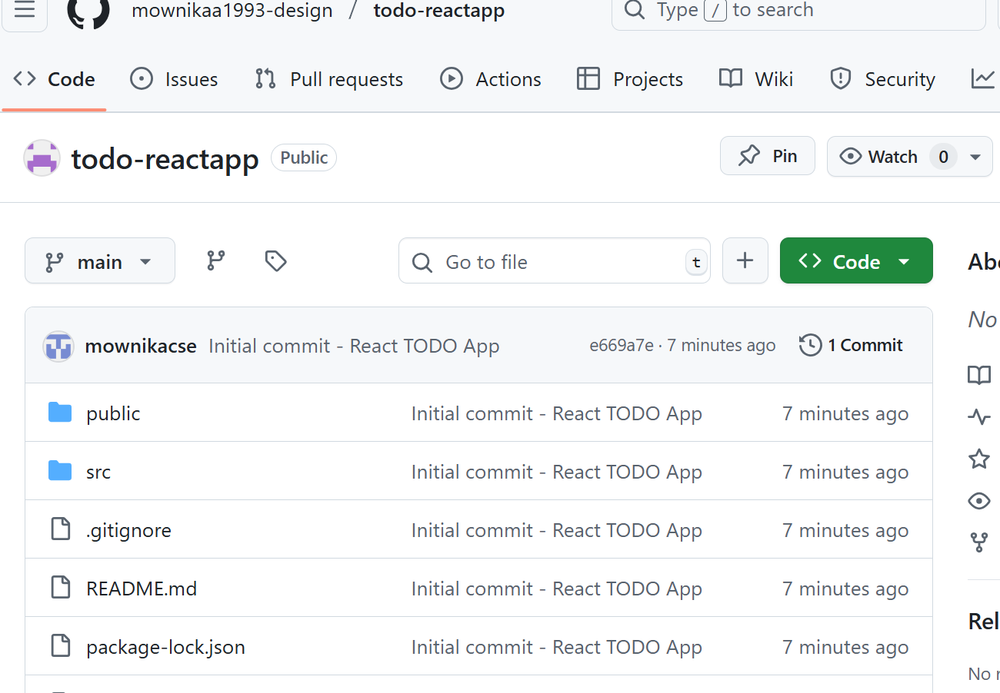 mownikaa1993-design / todo-reactapp
Type / to search
Code Issues Pull requests Actions Projects Wiki Security
todo-reactapp Public Pin Watch 0
main Go to file t Code
mownikacse Initial commit - React TODO App e669a7e · 7 minutes ago 1 Commit
public Initial commit - React TODO App 7 minutes ago
src Initial commit - React TODO App 7 minutes ago
.gitignore Initial commit - React TODO App 7 minutes ago
README.md Initial commit - React TODO App 7 minutes ago
package-lock.json Initial commit - React TODO App 7 minutes ago
No
No